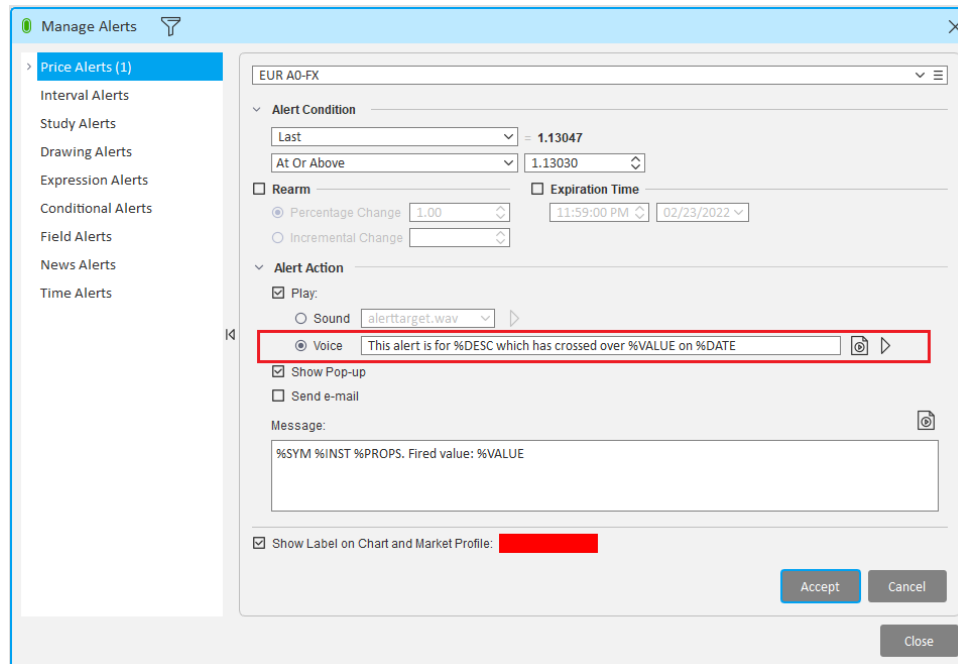 Manage Alerts
Price Alerts (1)
Interval Alerts
Study Alerts
Drawing Alerts
Expression Alerts
Conditional Alerts
Field Alerts
News Alerts
Time Alerts
EUR A0-FX
Alert Condition
Last = 1.13047
At Or Above 1.13030
Rearm Expiration Time
Percentage Change 1.00 11:59:00 PM 02/23/2022
Incremental Change
Alert Action
Play:
Sound alerttarget.wav
Voice This alert is for %DESC which has crossed over %VALUE on %DATE
Show Pop-up
Send e-mail
Message:
%SYM %INST %PROPS. Fired value: %VALUE
Show Label on Chart and Market Profile:
Accept Cancel
Close